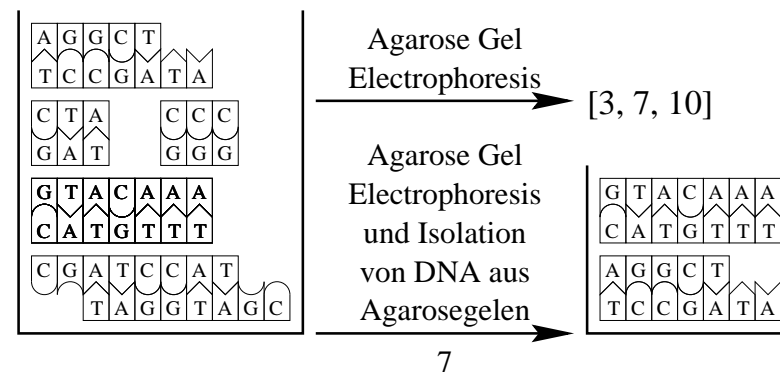 A G G C T
T C C G A T A
C T A C C C
G A T G G G
G T A C A A A
C A T G T T T
C G A T C C A T
T A G G T A G C
Agarose Gel
Electrophoresis
[3, 7, 10]
Agarose Gel
Electrophoresis
und Isolation
von DNA aus
Agarosegelen
7
G T A C A A A
C A T G T T T
A G G C T
T C C G A T A